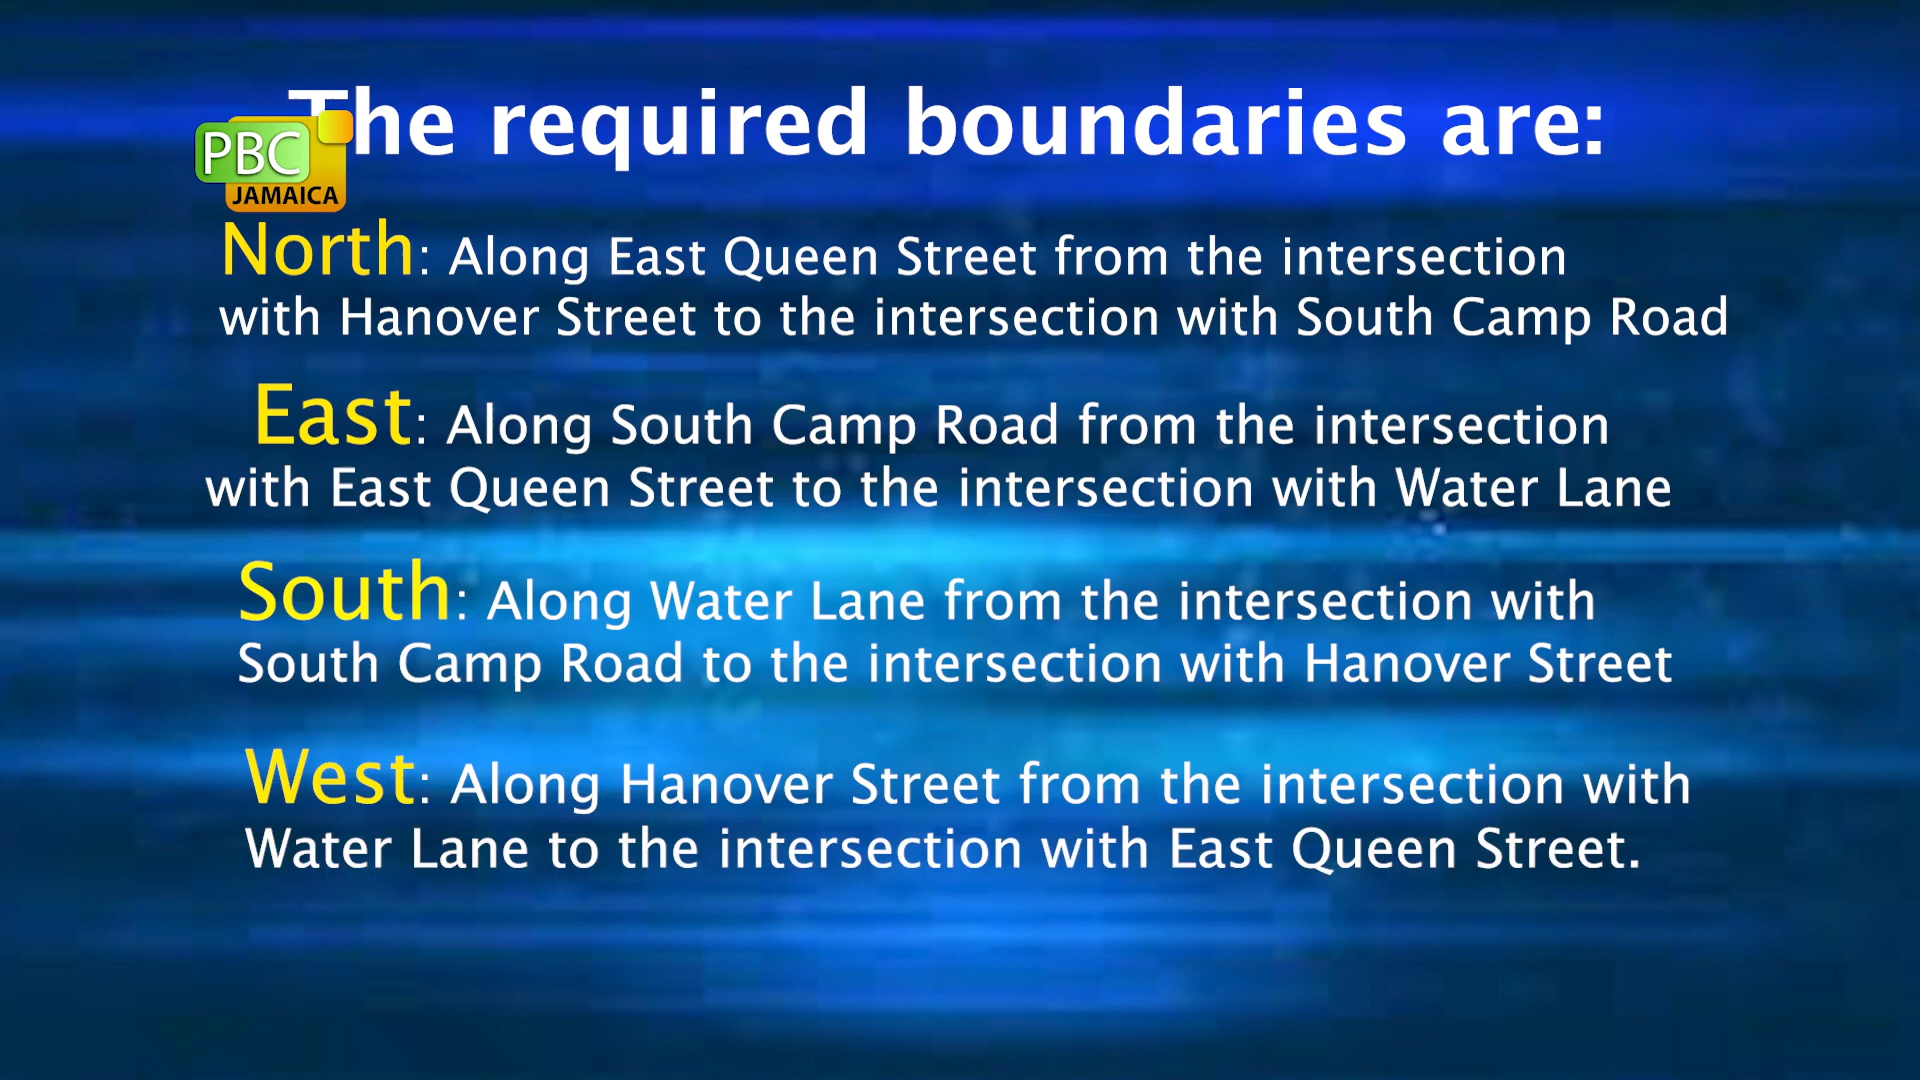 The required boundaries are:
PBC
JAMAICA
North: Along East Queen Street from the intersection
with Hanover Street to the intersection with South Camp Road
East: Along South Camp Road from the intersection
with East Queen Street to the intersection with Water Lane
South: Along Water Lane from the intersection with
South Camp Road to the intersection with Hanover Street
West: Along Hanover Street from the intersection with
Water Lane to the intersection with East Queen Street.